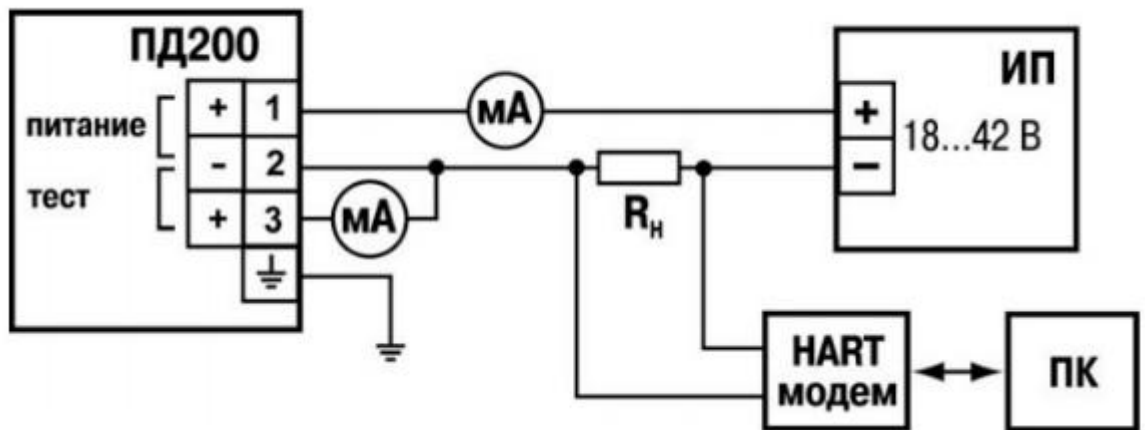 ПД200
ИП
питание
+ 1
мА
+
18...42 В
- 2
−
тест
+ 3
мА
Rн
HART
модем
ПК